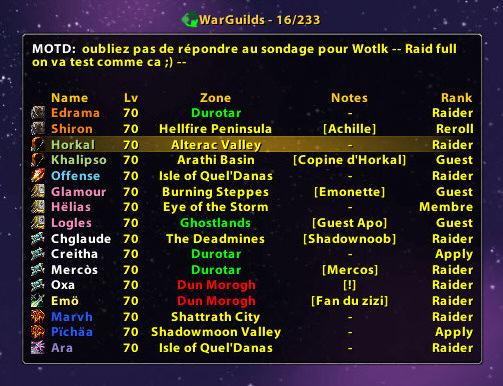 WarGuilds - 16/233
MOTD: oubliez pas de répondre au sondage pour Wotlk -- Raid full
on va test comme ca ;) --
Name Lv Zone Notes Rank
Edrama 70 Durotar - Raider
Shiron 70 Hellfire Peninsula [Achille] Reroll
Horkal 70 Alterac Valley - Raider
Khalipso 70 Arathi Basin [Copine d'Horkal] Guest
Offense 70 Isle of Quel'Danas - Raider
Glamour 70 Burning Steppes [Emonette] Raider
Hëlias 70 Eye of the Storm - Membre
Logles 70 Ghostlands [Guest Apo] Guest
Chglaude 70 The Deadmines [Shadownoob] Raider
Creitha 70 Durotar - Apply
Mercòs 70 Durotar [Mercos] Raider
Oxa 70 Dun Morogh [!] Raider
Emö 70 Dun Morogh [Fan du zizi] Raider
Marvh 70 Shattrath City - Raider
Pïchäa 70 Shadowmoon Valley - Apply
Ara 70 Isle of Quel'Danas - Raider